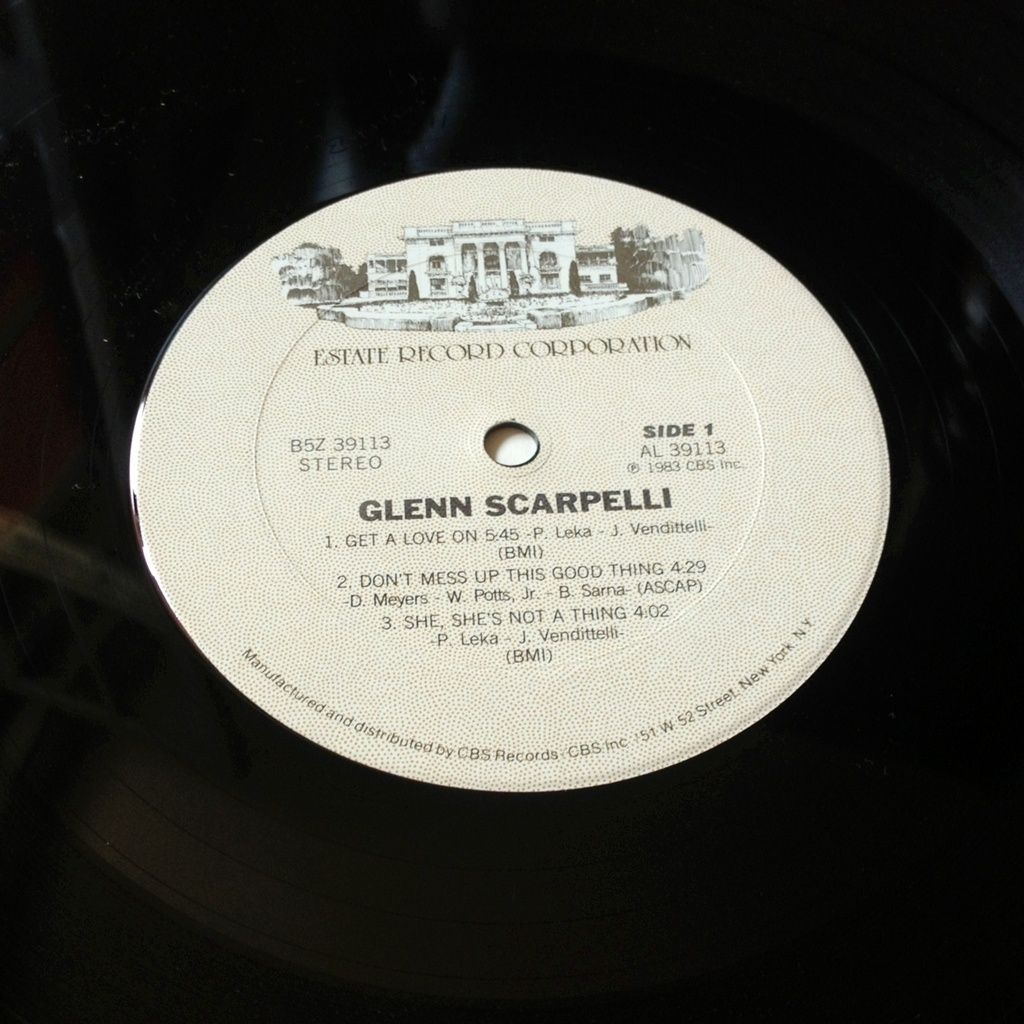 ESTATE RECORD CORPORATION
B5Z 39113
STEREO
SIDE 1
AL 39113
℗ 1983 CBS Inc.
GLENN SCARPELLI
1. GET A LOVE ON 5:45 -P. Leka - J. Vendittelli-
(BMI)
2. DON'T MESS UP THIS GOOD THING 4:29
-D. Meyers - W. Potts, Jr. - B. Sarna- (ASCAP)
3. SHE, SHE'S NOT A THING 4:02
-P. Leka - J. Vendittelli-
(BMI)
Manufactured and distributed by CBS Records / CBS Inc. / 51 W. 52 Street, New York, N.Y.